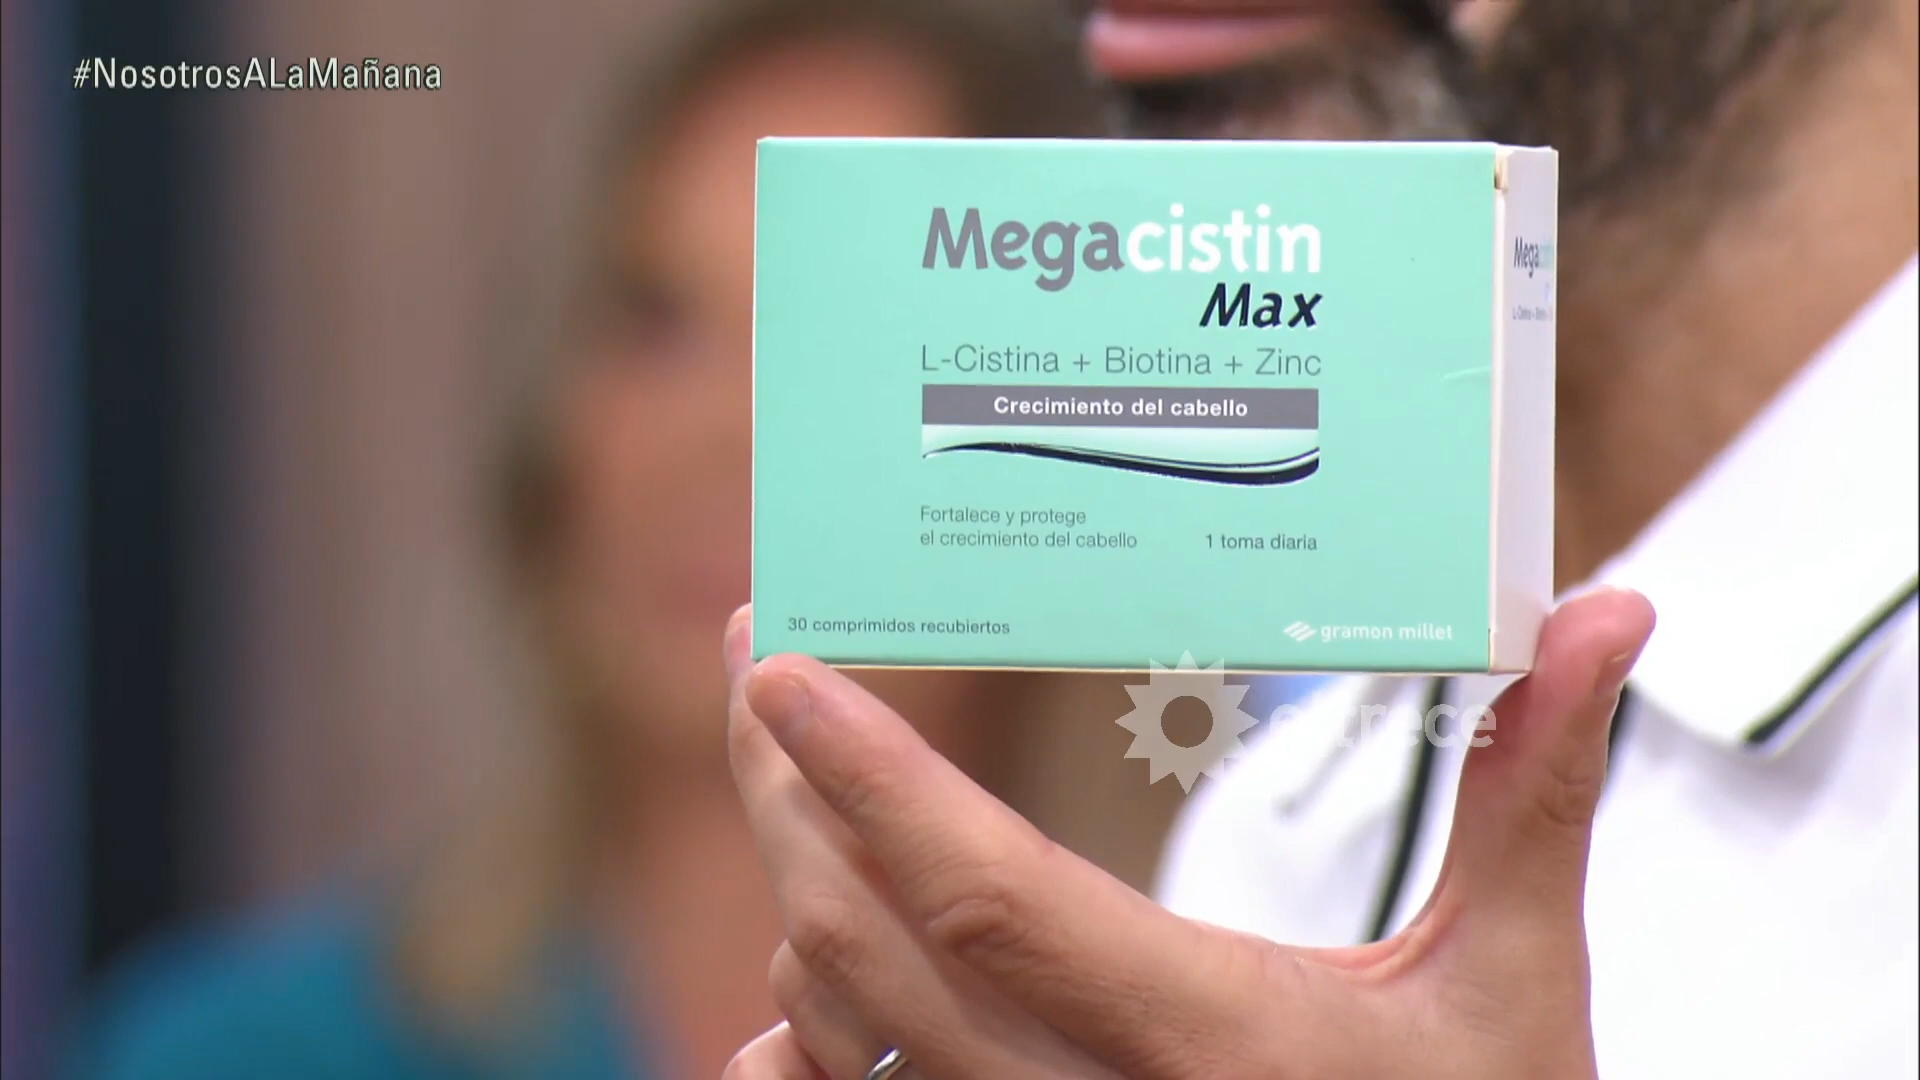 #NosotrosALaMañana
Megacistin
Max
L-Cistina + Biotina + Zinc
Crecimiento del cabello
Fortalece y protege
el crecimiento del cabello
1 toma diaria
30 comprimidos recubiertos
gramon millet
eltrece